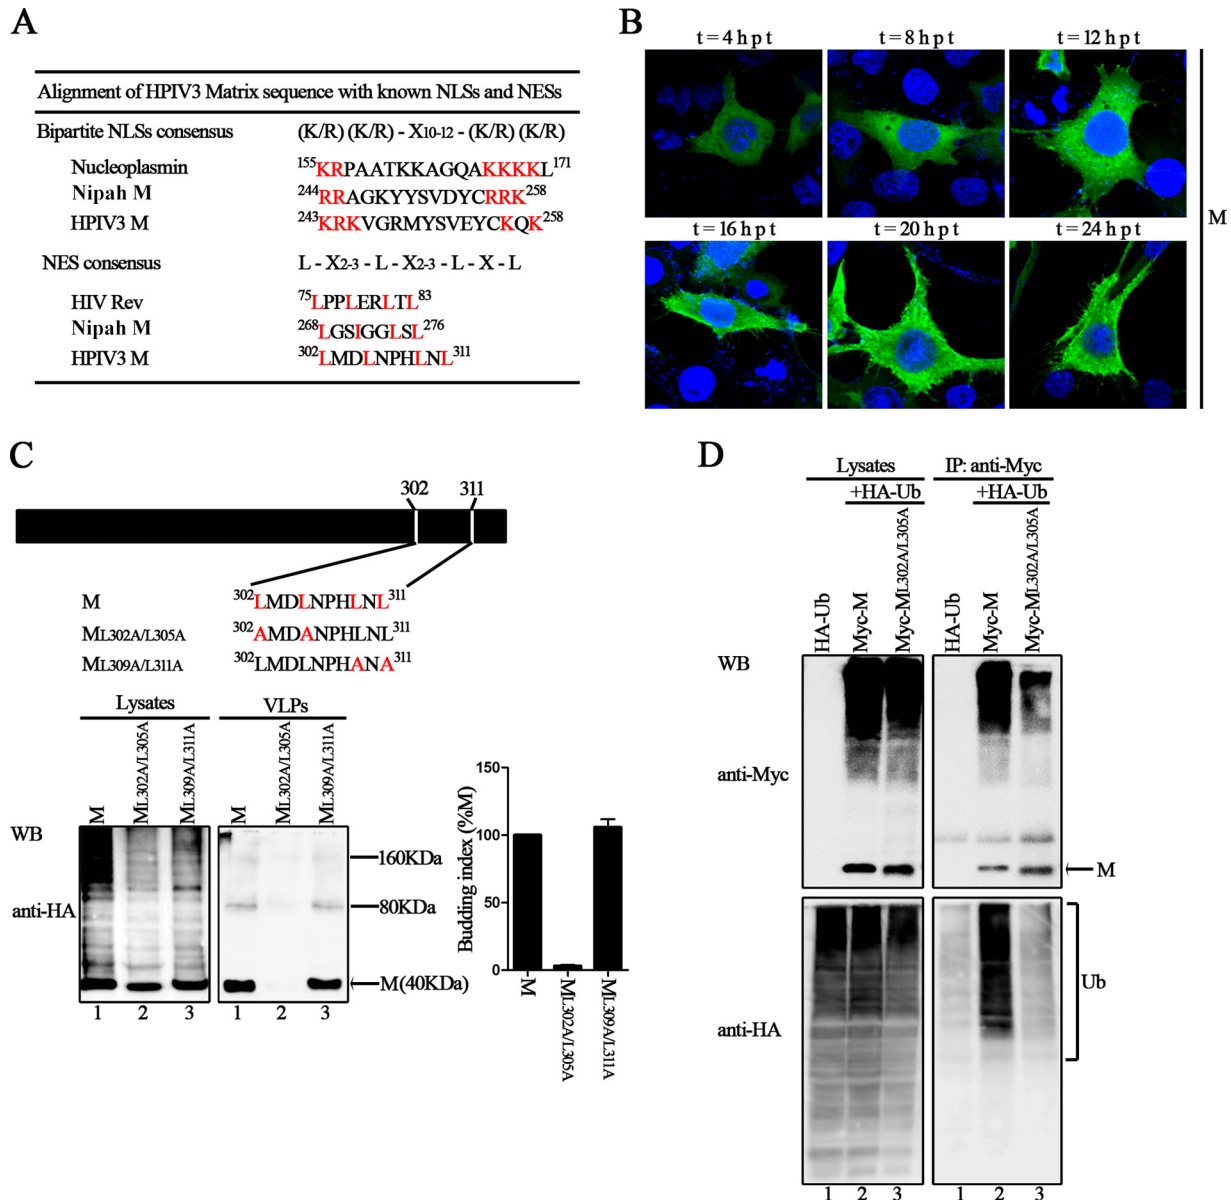 A
Alignment of HPIV3 Matrix sequence with known NLSs and NESs
Bipartite NLSs consensus (K/R) (K/R) - X10-12 - (K/R) (K/R)
Nucleoplasmin 155KRPAATKKAGQAKKKKL171
Nipah M 244RRAGKYYSVDYCRRK258
HPIV3 M 243KRKVGRMYSVEYCKQK258
NES consensus L - X2-3 - L - X2-3 - L - X - L
HIV Rev 75LPPLERLTL83
Nipah M 268LGSIGGLSL276
HPIV3 M 302LMDLNPHLNL311
B
t = 4 h p t t = 8 h p t t = 12 h p t
t = 16 h p t t = 20 h p t t = 24 h p t
M
C
302 311
M 302LMDLNPHLNL311
ML302A/L305A 302AMDANPHLNL311
ML309A/L311A 302LMDLNPHANA311
Lysates VLPs
M ML302A/L305A ML309A/L311A M ML302A/L305A ML309A/L311A
WB
anti-HA
160KDa
80KDa
M(40KDa)
1 2 3 1 2 3
Budding index (%M)
150
100
50
0
M ML302A/L305A ML309A/L311A
D
Lysates IP: anti-Myc
+HA-Ub +HA-Ub
HA-Ub Myc-M Myc-ML302A/L305A HA-Ub Myc-M Myc-ML302A/L305A
WB
anti-Myc
M
anti-HA
Ub
1 2 3 1 2 3